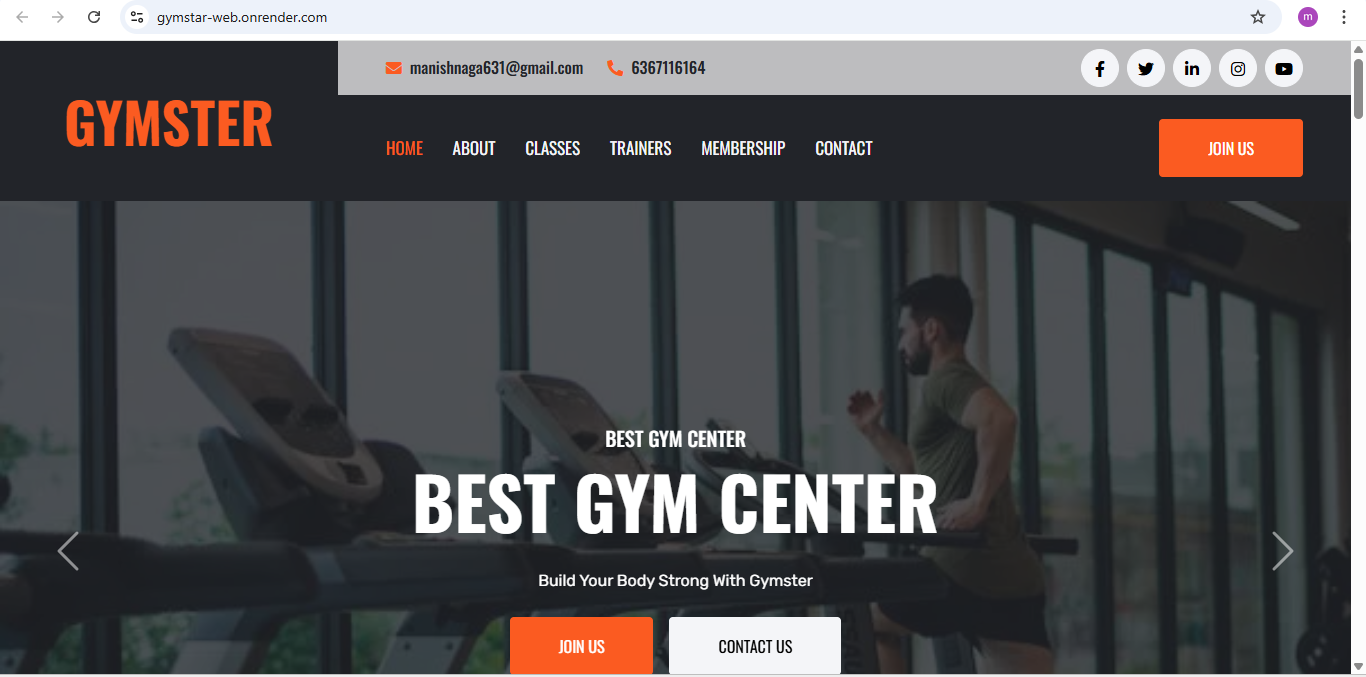 gymstar-web.onrender.com
m
manishnaga631@gmail.com 6367116164
GYMSTER
HOME ABOUT CLASSES TRAINERS MEMBERSHIP CONTACT JOIN US
BEST GYM CENTER
BEST GYM CENTER
Build Your Body Strong With Gymster
JOIN US CONTACT US